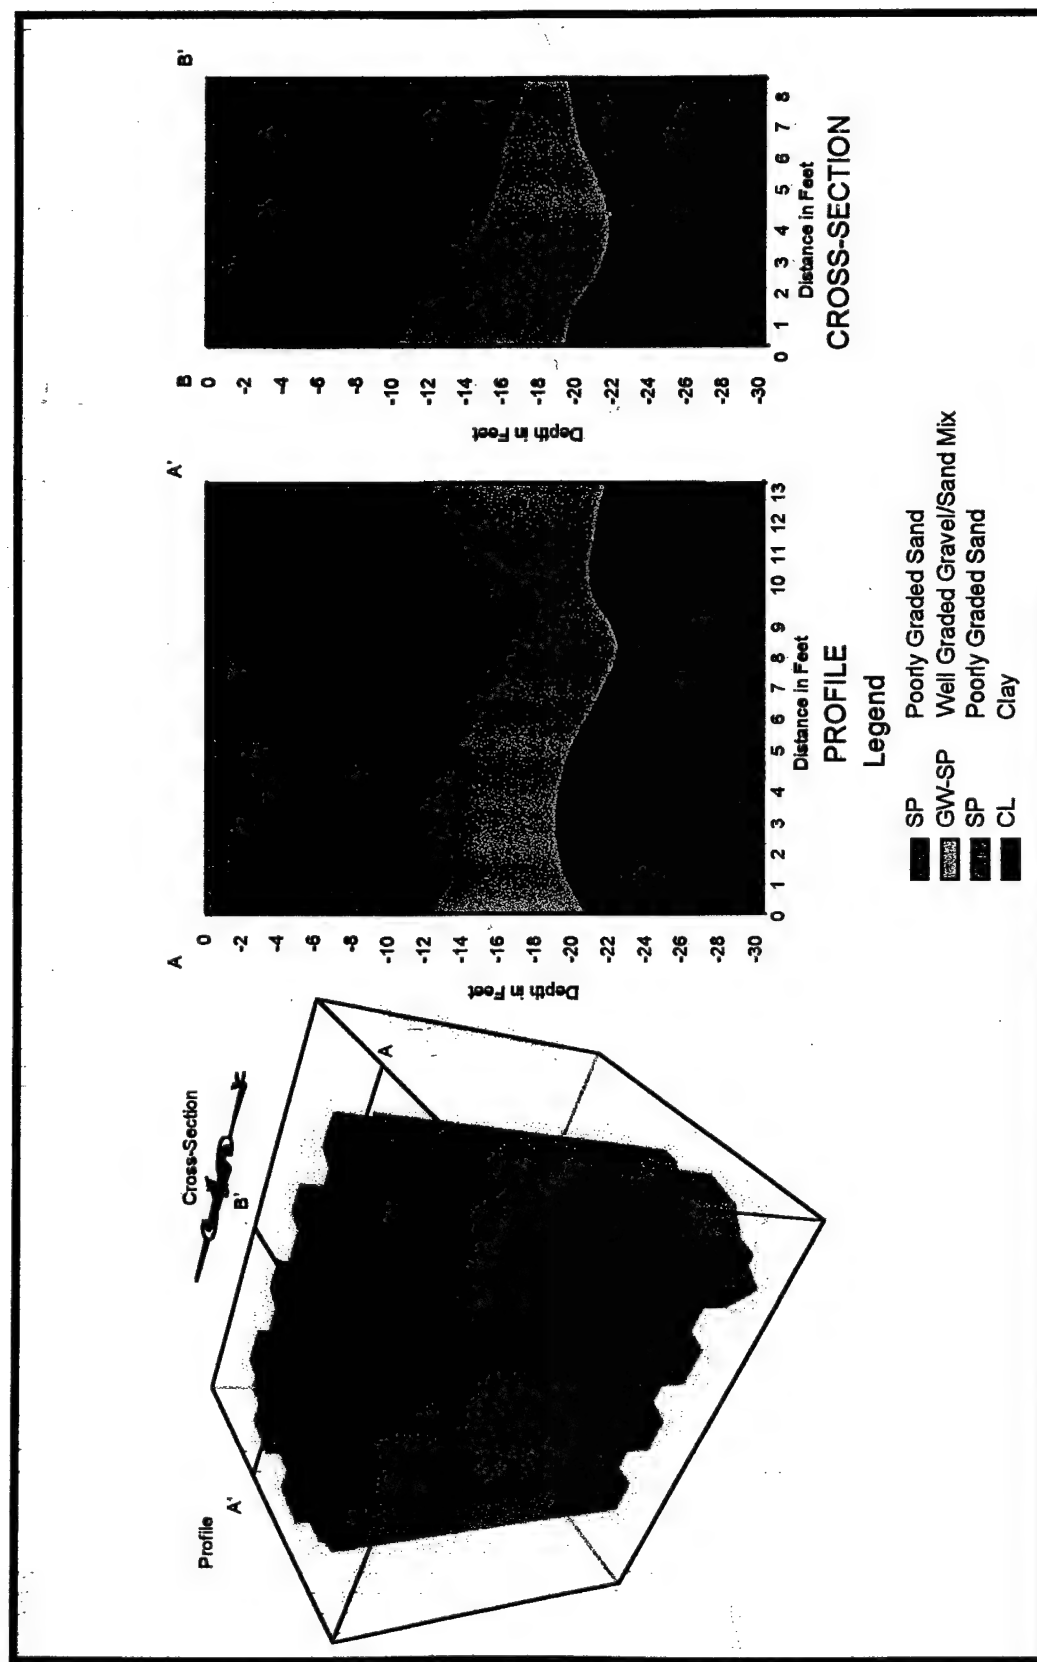 Cross-Section
Profile
A'
B'
A
N
A
A'
0
-2
-4
-6
-8
-10
-12
-14
-16
-18
-20
-22
-24
-26
-28
-30
Depth in Feet
0 1 2 3 4 5 6 7 8 9 10 11 12 13
Distance in Feet
PROFILE
B
B'
0
-2
-4
-6
-8
-10
-12
-14
-16
-18
-20
-22
-24
-26
-28
-30
Depth in Feet
0 1 2 3 4 5 6 7 8
Distance in Feet
CROSS-SECTION
Legend
SP Poorly Graded Sand
GW-SP Well Graded Gravel/Sand Mix
SP Poorly Graded Sand
CL Clay